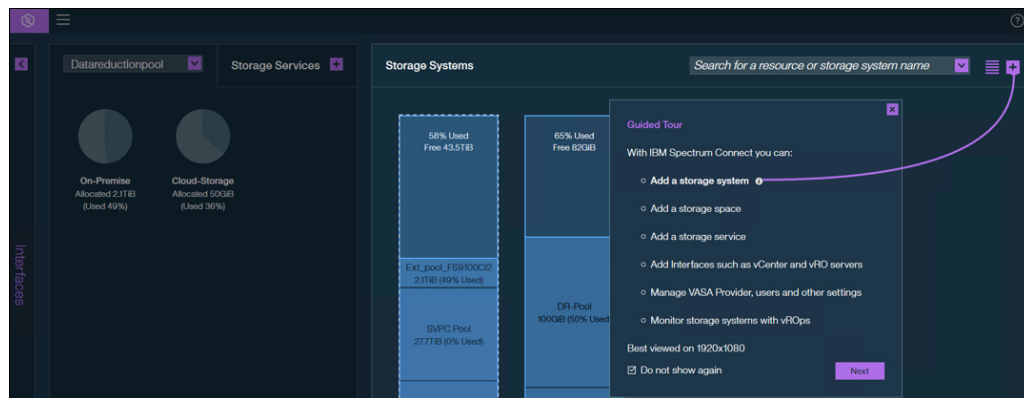 Datareductionpool
Storage Services
Storage Systems
Search for a resource or storage system name
On-Premise
Allocated 2.1TiB
(Used 49%)
Cloud-Storage
Allocated 50GiB
(Used 36%)
Interfaces
58% Used
Free 43.5TiB
Ext_pool_FS9100Cl2
2.1TiB (49% Used)
SVPC Pool
27.7TiB (0% Used)
65% Used
Free 82GiB
DR-Pool
100GiB (50% Used
Guided Tour
With IBM Spectrum Connect you can:
Add a storage system
Add a storage space
Add a storage service
Add Interfaces such as vCenter and vRO servers
Manage VASA Provider, users and other settings
Monitor storage systems with vROps
Best viewed on 1920x1080
Do not show again
Next